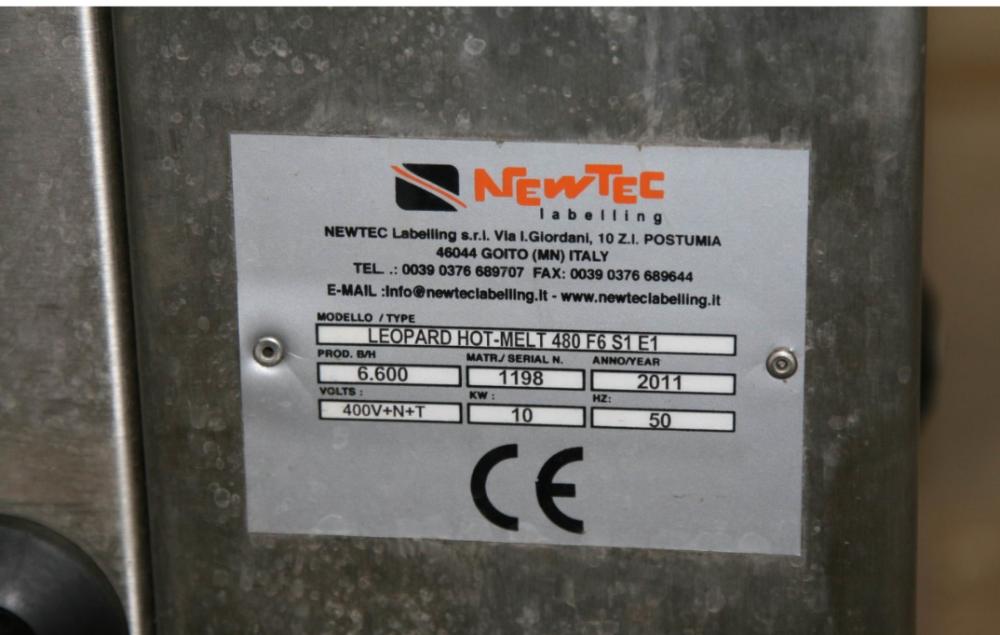 NEWTEC
labelling
NEWTEC Labelling s.r.l. Via I.Giordani, 10 Z.I. POSTUMIA
46044 GOITO (MN) ITALY
TEL .: 0039 0376 689707 FAX: 0039 0376 689644
E-MAIL :Info@newteclabelling.it - www.newteclabelling.it
MODELLO / TYPE
LEOPARD HOT-MELT 480 F6 S1 E1
PROD. B/H MATR./ SERIAL N. ANNO/YEAR
6.600 1198 2011
VOLTS : KW : HZ:
400V+N+T 10 50
CE